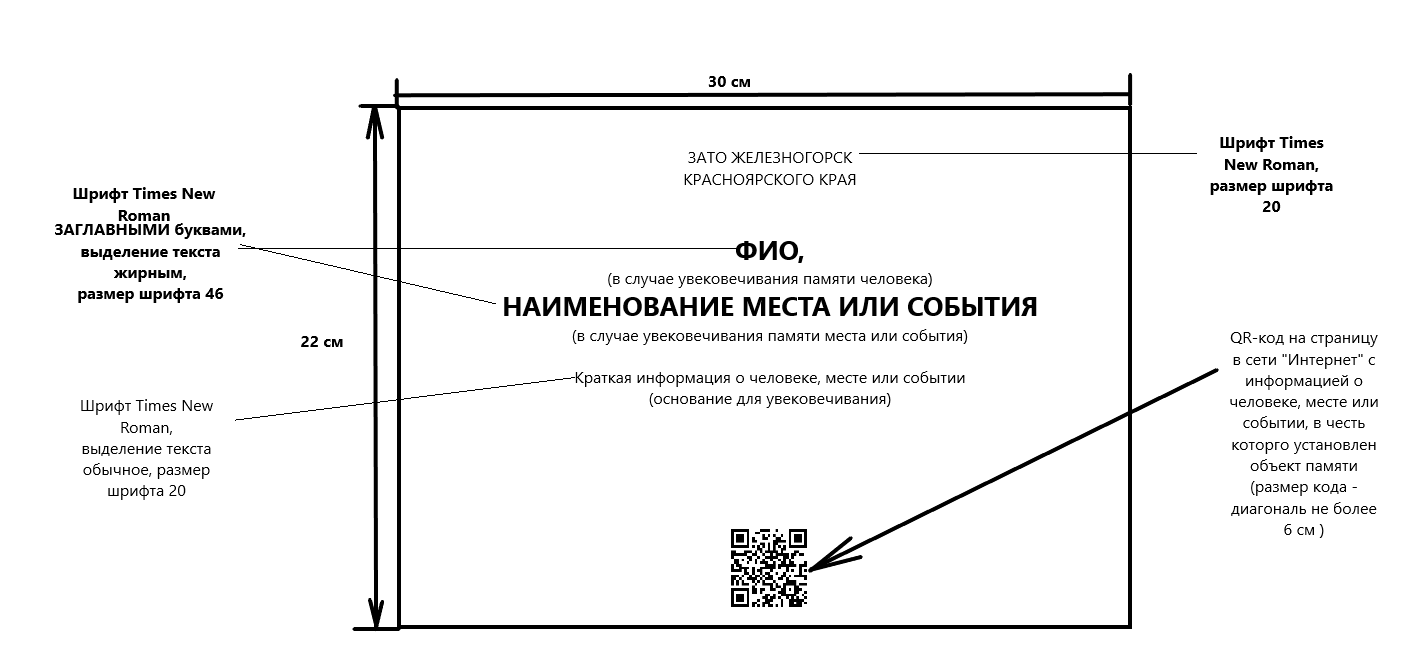 30 см
ЗАТО ЖЕЛЕЗНОГОРСК
КРАСНОЯРСКОГО КРАЯ
Шрифт Times
New Roman,
размер шрифта
20
Шрифт Times New
Roman
ЗАГЛАВНЫМИ буквами,
выделение текста
жирным,
размер шрифта 46
ФИО,
(в случае увековечивания памяти человека)
НАИМЕНОВАНИЕ МЕСТА ИЛИ СОБЫТИЯ
(в случае увековечивания памяти места или события)
22 см
Краткая информация о человеке, месте или событии
(основание для увековечивания)
Шрифт Times New
Roman,
выделение текста
обычное, размер
шрифта 20
QR-код на страницу
в сети "Интернет" с
информацией о
человеке, месте или
событии, в честь
которго установлен
объект памяти
(размер кода -
диагональ не более
6 см )